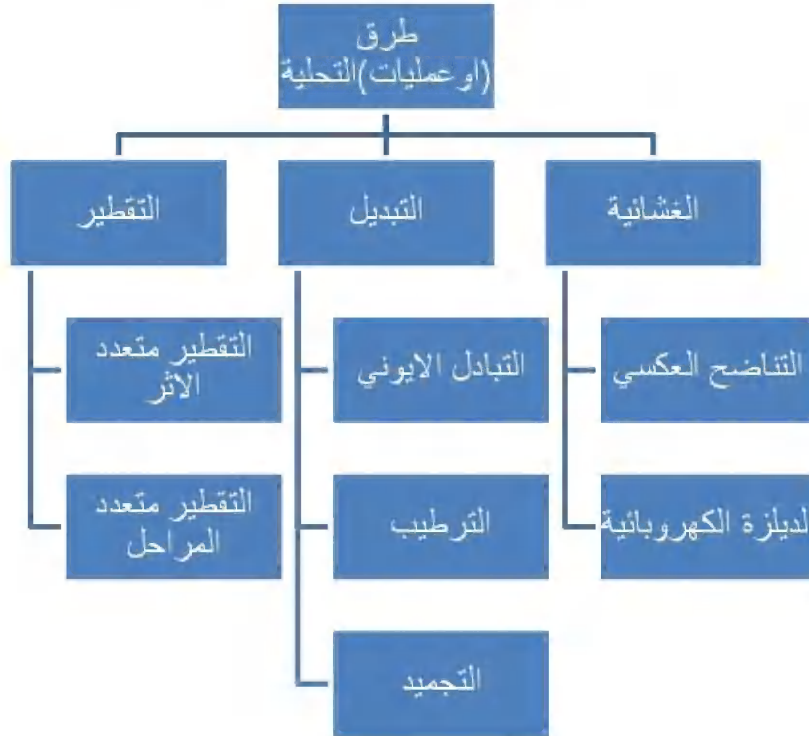 طرق
(اوعمليات)التحلية
الغشائية
التبديل
التقطير
التناضح العكسي
التبادل الايوني
التقطير متعدد
الاثر
لديلزة الكهروبائية
الترطيب
التقطير متعدد
المراحل
التجميد